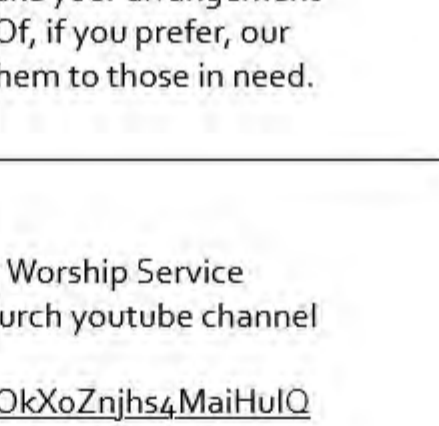 Of, if you prefer, our
hem to those in need.
Worship Service
urch youtube channel
OkXoZnjhs4MaiHulQ